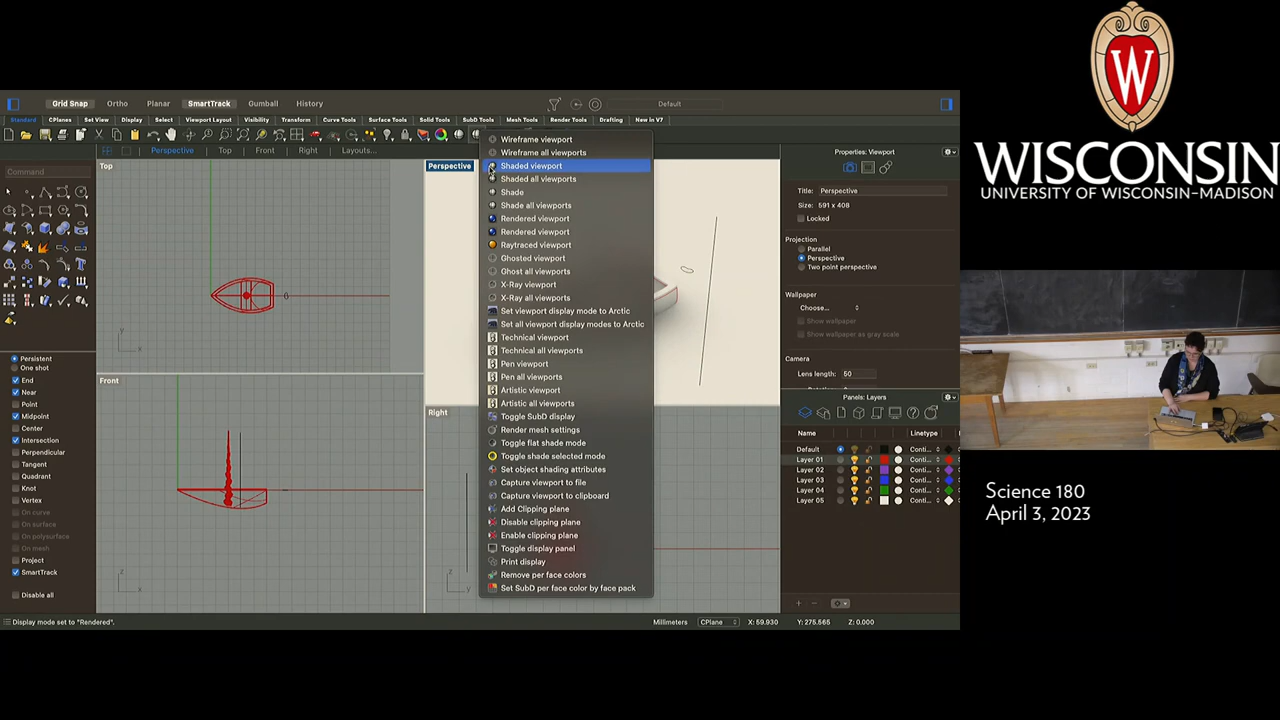 W
WISCONSIN
UNIVERSITY OF WISCONSIN–MADISON
Science 180
April 3, 2023
Grid Snap Ortho Planar SmartTrack Gumball History Default
Standard CPlanes Set View Display Select Viewport Layout Visibility Transform Curve Tools Surface Tools Solid Tools SubD Tools Mesh Tools Render Tools Drafting New in V7
Perspective Top Front Right Layouts...
Command
Top
Perspective
Front
Right
y
x
z
x
z
y
Wireframe viewport
Wireframe all viewports
Shaded viewport
Shaded all viewports
Shade
Shade all viewports
Rendered viewport
Rendered viewport
Raytraced viewport
Ghosted viewport
Ghost all viewports
X-Ray viewport
X-Ray all viewports
Set viewport display mode to Arctic
Set all viewport display modes to Arctic
Technical viewport
Technical all viewports
Pen viewport
Pen all viewports
Artistic viewport
Artistic all viewports
Toggle SubD display
Render mesh settings
Toggle flat shade mode
Toggle shade selected mode
Set object shading attributes
Capture viewport to file
Capture viewport to clipboard
Add Clipping plane
Disable clipping plane
Enable clipping plane
Toggle display panel
Print display
Remove per face colors
Set SubD per face color by face pack
Persistent
One shot
End
Near
Point
Midpoint
Center
Intersection
Perpendicular
Tangent
Quadrant
Knot
Vertex
On curve
On surface
On polysurface
On mesh
Project
SmartTrack
Disable all
Properties: Viewport
Title: Perspective
Size: 591 x 408
Locked
Projection
Parallel
Perspective
Two point perspective
Wallpaper
Choose...
Show wallpaper
Show wallpaper as gray scale
Camera
Lens length: 50
Panels: Layers
Name Linetype
Default Conti...
Layer 01 Conti...
Layer 02 Conti...
Layer 03 Conti...
Layer 04 Conti...
Layer 05 Conti...
Display mode set to "Rendered".
Millimeters CPlane X: 59.930 Y: 275.565 Z: 0.000